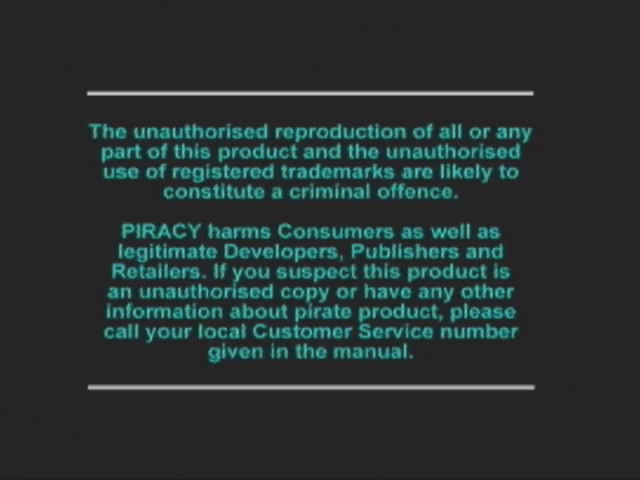 The unauthorised reproduction of all or any
part of this product and the unauthorised
use of registered trademarks are likely to
constitute a criminal offence.
PIRACY harms Consumers as well as
legitimate Developers, Publishers and
Retailers. If you suspect this product is
an unauthorised copy or have any other
information about pirate product, please
call your local Customer Service number
given in the manual.